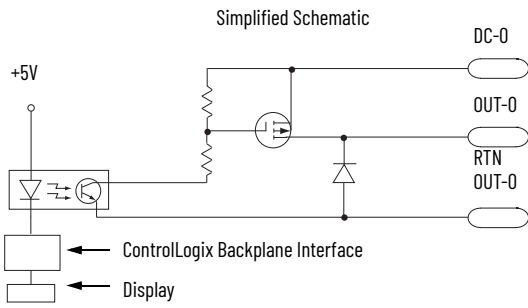 Simplified Schematic
DC-0
+5V
OUT-0
RTN
OUT-0
ControlLogix Backplane Interface
Display